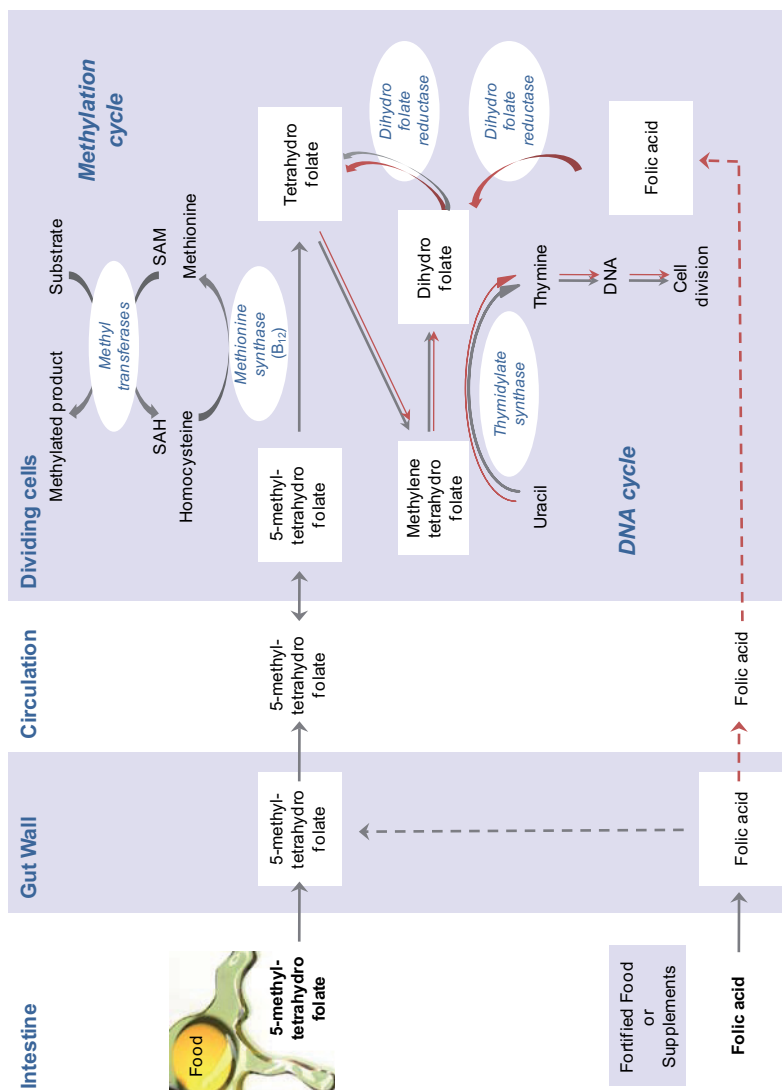 Intestine
Gut Wall
Circulation
Dividing cells
Food
5-methyl-
tetrahydro
folate
5-methyl-
tetrahydro
folate
5-methyl-
tetrahydro
folate
5-methyl-
tetrahydro
folate
Tetrahydro
folate
Methylation
cycle
Methylated product
Substrate
Methyl
transferases
SAH
SAM
Homocysteine
Methionine
Methionine
synthase
(B12)
Dihydro
folate
reductase
Dihydro
folate
reductase
Methylene
tetrahydro
folate
Dihydro
folate
Thymidylate
synthase
Uracil
Thymine
DNA
Cell
division
DNA cycle
Folic acid
Fortified Food
or
Supplements
Folic acid
Folic acid
Folic acid